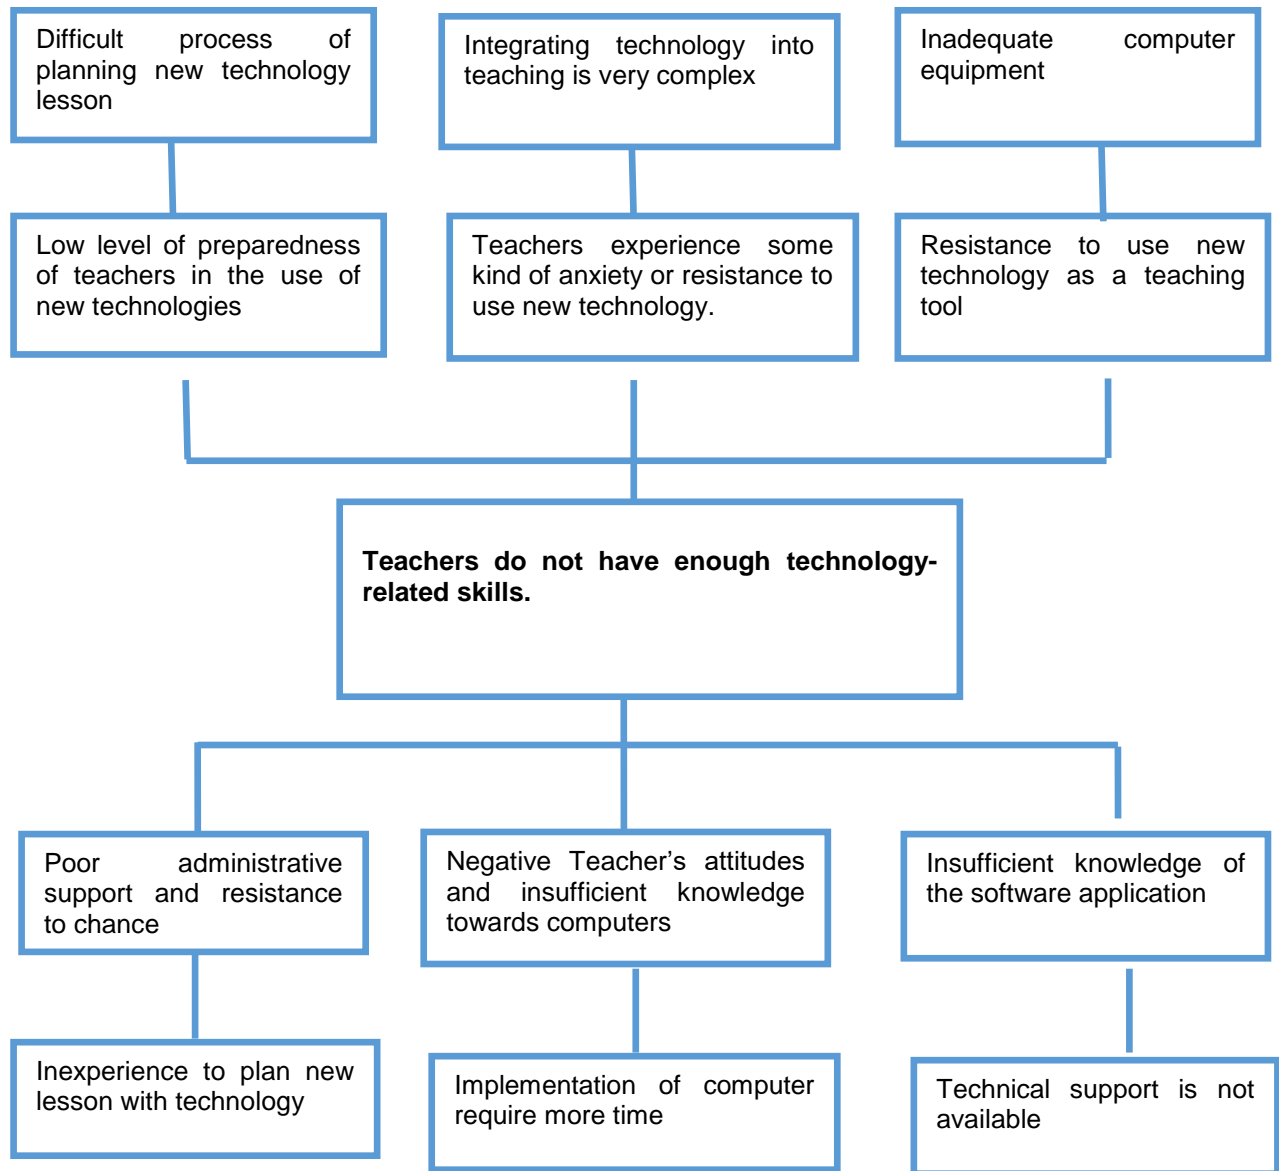 Difficult process of
planning new technology
lesson
Integrating technology into
teaching is very complex
Inadequate computer
equipment
Low level of preparedness
of teachers in the use of
new technologies
Teachers experience some
kind of anxiety or resistance to
use new technology.
Resistance to use new
technology as a teaching
tool
Teachers do not have enough technology-
related skills.
Poor administrative
support and resistance
to chance
Negative Teacher’s attitudes
and insufficient knowledge
towards computers
Insufficient knowledge of
the software application
Inexperience to plan new
lesson with technology
Implementation of computer
require more time
Technical support is not
available